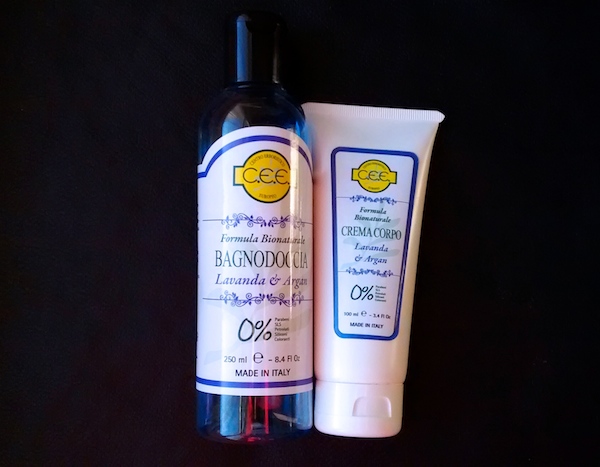 C.E.E.
Formula Bionaturale
BAGNODOCCIA
Lavanda & Argan
0%
250 ml e - 8.4 Fl Oz
MADE IN ITALY
C.E.E.
Formula
Bionaturale
CREMA CORPO
Lavanda
& Argan
0%
100 ml e - 3.4 Fl Oz
MADE IN ITALY